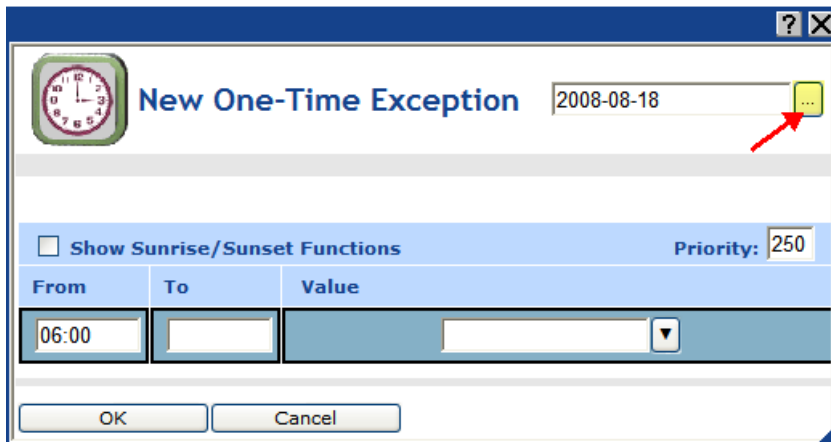 ?
New One-Time Exception 2008-08-18 ...
Show Sunrise/Sunset Functions Priority: 250
From To Value
06:00
OK Cancel